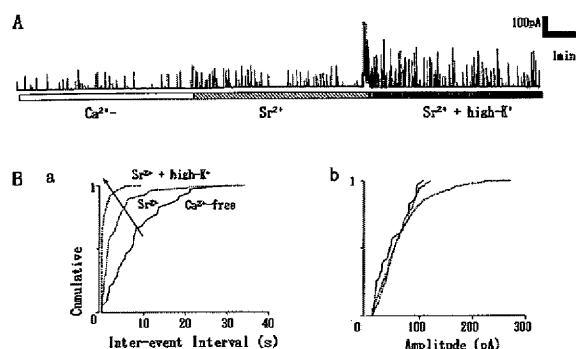 A
100pA
1min
Ca²⁺-
Sr²⁺
Sr²⁺ + high-K⁺
B a
Sr²⁺ + high-K⁺
Sr²⁺
Ca²⁺-free
1
Cumulative
0
0 10 20 30 40
Inter-event Interval (s)
b
1
0 100 200 300
Amplitude (pA)